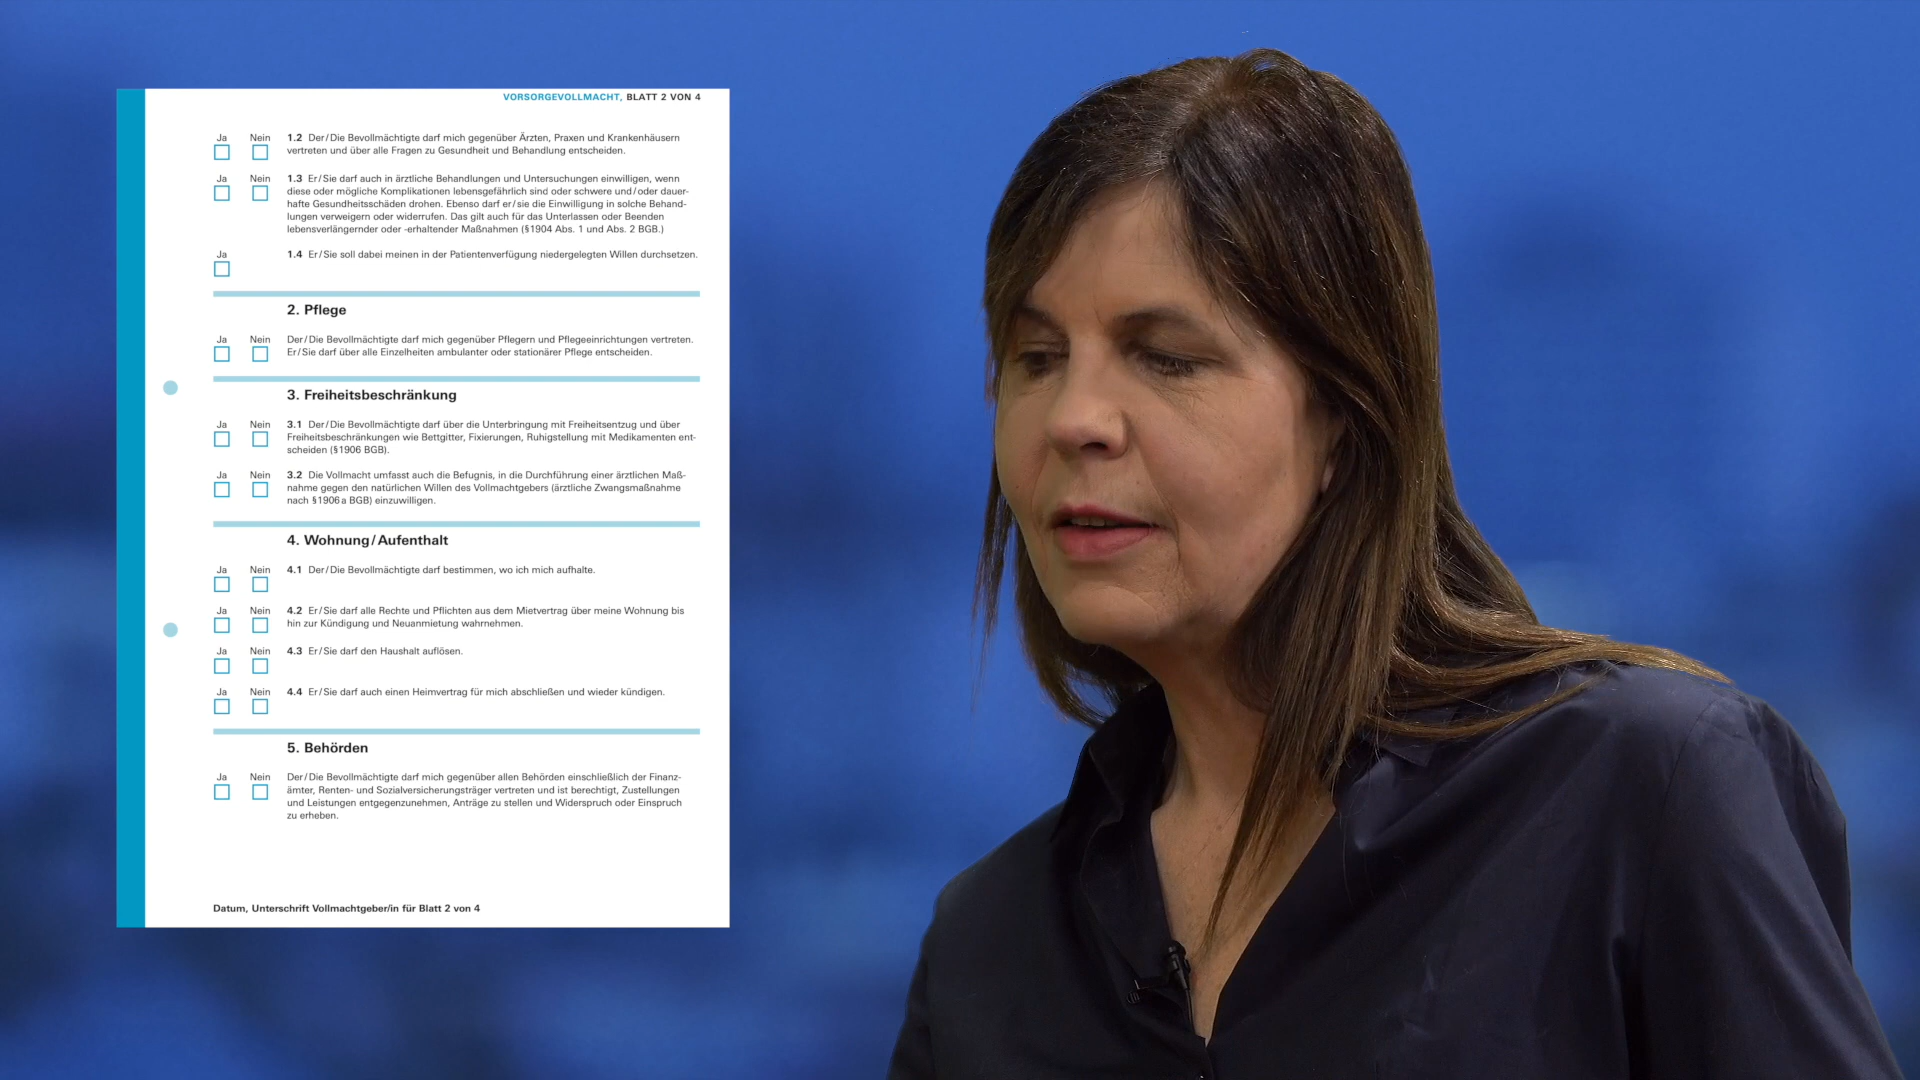 VORSORGEVOLLMACHT, BLATT 2 VON 4
Ja Nein 1.2 Der/Die Bevollmächtigte darf mich gegenüber Ärzten, Praxen und Krankenhäusern
vertreten und über alle Fragen zu Gesundheit und Behandlung entscheiden.
Ja Nein 1.3 Er/Sie darf auch in ärztliche Behandlungen und Untersuchungen einwilligen, wenn
diese oder mögliche Komplikationen lebensgefährlich sind oder schwere und/oder dauer-
hafte Gesundheitsschäden drohen. Ebenso darf er/sie die Einwilligung in solche Behand-
lungen verweigern oder widerrufen. Das gilt auch für das Unterlassen oder Beenden
lebensverlängernder oder -erhaltender Maßnahmen (§1904 Abs. 1 und Abs. 2 BGB.)
Ja 1.4 Er/Sie soll dabei meinen in der Patientenverfügung niedergelegten Willen durchsetzen.
2. Pflege
Ja Nein Der/Die Bevollmächtigte darf mich gegenüber Pflegern und Pflegeeinrichtungen vertreten.
Er/Sie darf über alle Einzelheiten ambulanter oder stationärer Pflege entscheiden.
3. Freiheitsbeschränkung
Ja Nein 3.1 Der/Die Bevollmächtigte darf über die Unterbringung mit Freiheitsentzug und über
Freiheitsbeschränkungen wie Bettgitter, Fixierungen, Ruhigstellung mit Medikamenten ent-
scheiden (§1906 BGB).
Ja Nein 3.2 Die Vollmacht umfasst auch die Befugnis, in die Durchführung einer ärztlichen Maß-
nahme gegen den natürlichen Willen des Vollmachtgebers (ärztliche Zwangsmaßnahme
nach §1906a BGB) einzuwilligen.
4. Wohnung/Aufenthalt
Ja Nein 4.1 Der/Die Bevollmächtigte darf bestimmen, wo ich mich aufhalte.
Ja Nein 4.2 Er/Sie darf alle Rechte und Pflichten aus dem Mietvertrag über meine Wohnung bis
hin zur Kündigung und Neuanmietung wahrnehmen.
Ja Nein 4.3 Er/Sie darf den Haushalt auflösen.
Ja Nein 4.4 Er/Sie darf auch einen Heimvertrag für mich abschließen und wieder kündigen.
5. Behörden
Ja Nein Der/Die Bevollmächtigte darf mich gegenüber allen Behörden einschließlich der Finanz-
ämter, Renten- und Sozialversicherungsträger vertreten und ist berechtigt, Zustellungen
und Leistungen entgegenzunehmen, Anträge zu stellen und Widerspruch oder Einspruch
zu erheben.
Datum, Unterschrift Vollmachtgeber/in für Blatt 2 von 4